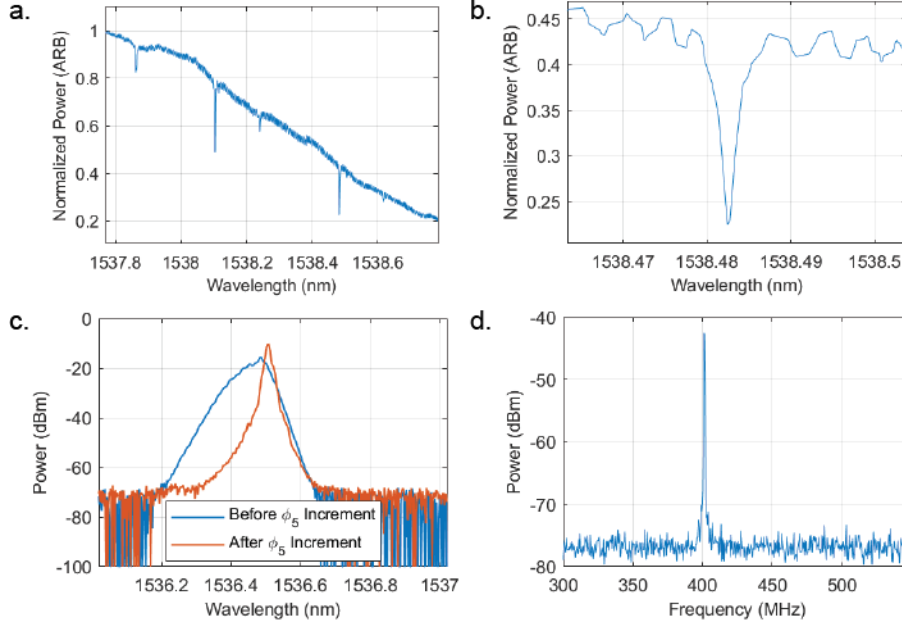 a.
Normalized Power (ARB)
1
0.8
0.6
0.4
0.2
1537.8 1538 1538.2 1538.4 1538.6
Wavelength (nm)
b.
Normalized Power (ARB)
0.45
0.4
0.35
0.3
0.25
1538.47 1538.48 1538.49 1538.5
Wavelength (nm)
c.
Power (dBm)
0
-20
-40
-60
-80
-100
Before ϕ5 Increment
After ϕ5 Increment
1536.2 1536.4 1536.6 1536.8 1537
Wavelength (nm)
d.
Power (dBm)
-40
-50
-60
-70
-80
300 350 400 450 500
Frequency (MHz)